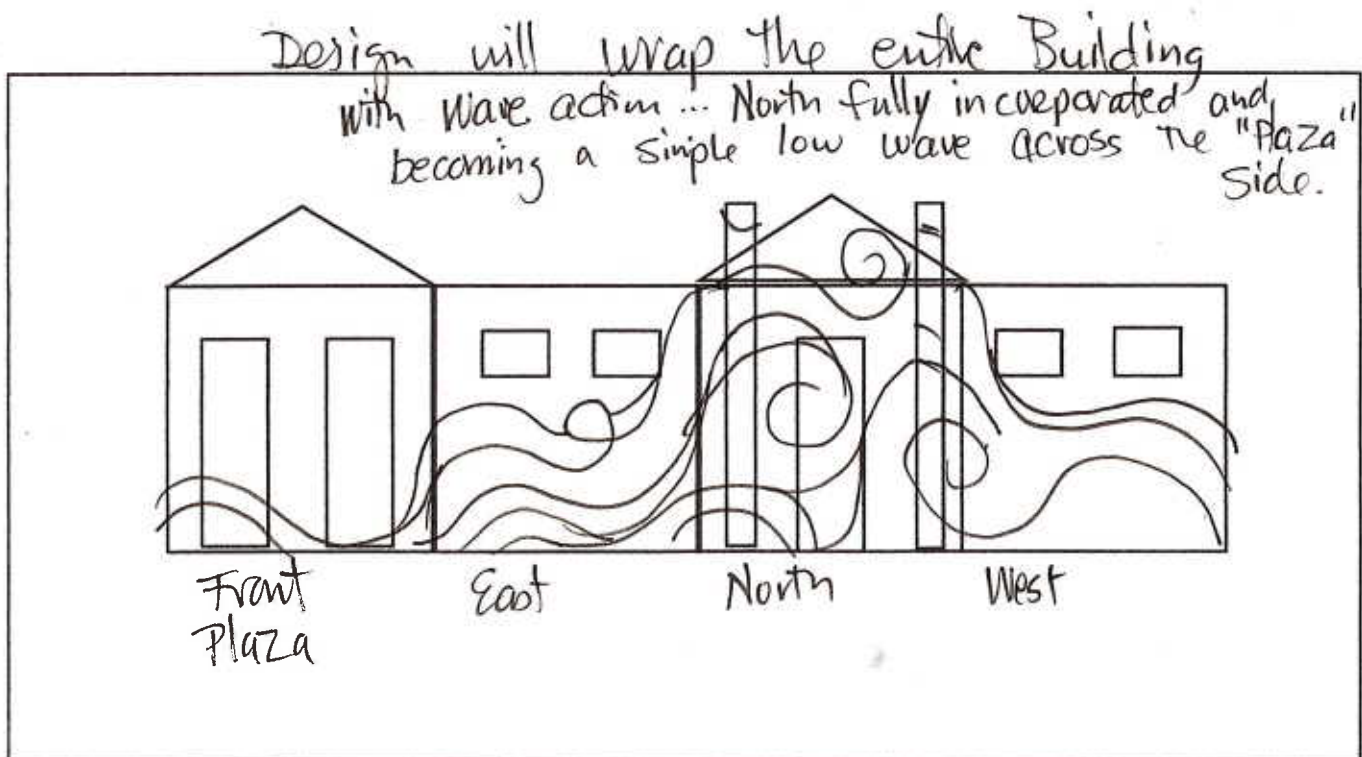 Design will wrap the entire Building
with wave action... North fully incoeporated and
becoming a simple low wave across the "Plaza"
side.
Front
Plaza
East
North
West